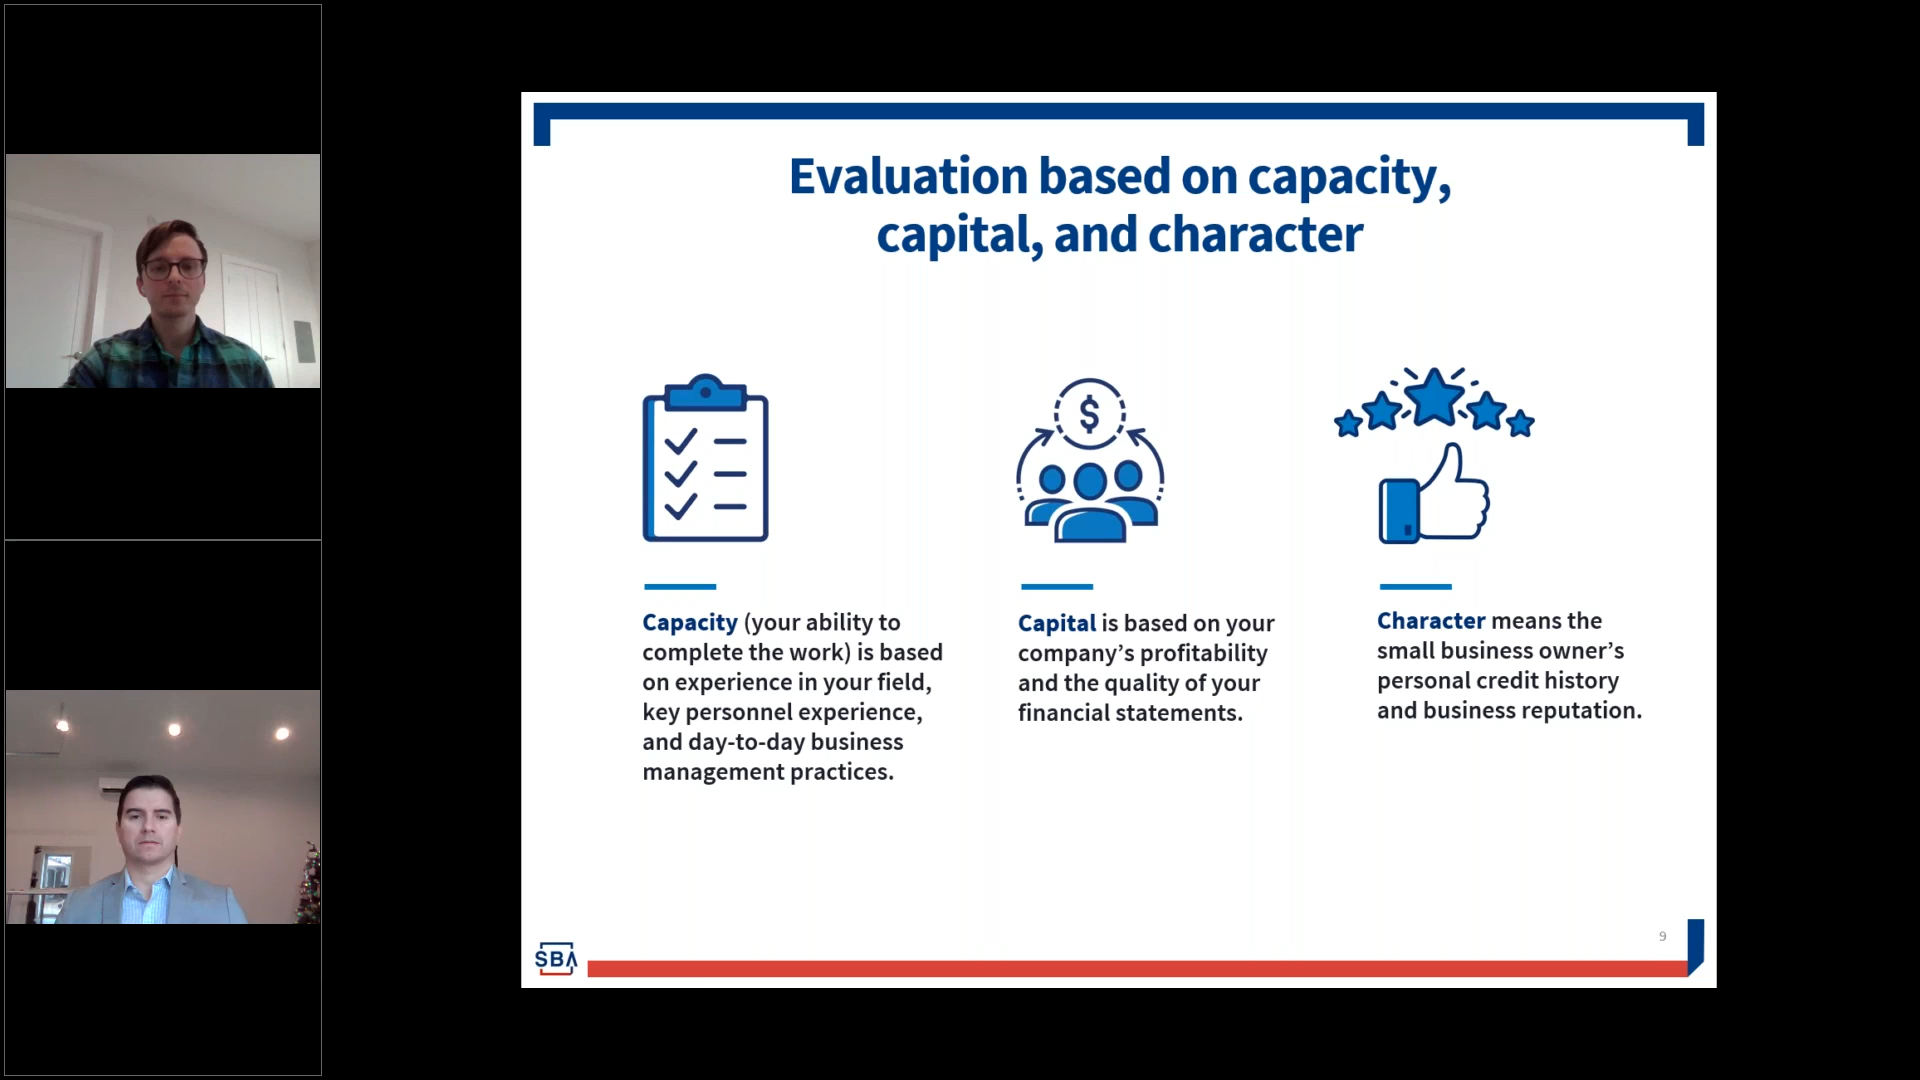 Evaluation based on capacity,
capital, and character
$
Capacity (your ability to
complete the work) is based
on experience in your field,
key personnel experience,
and day-to-day business
management practices.
Capital is based on your
company’s profitability
and the quality of your
financial statements.
Character means the
small business owner’s
personal credit history
and business reputation.
9
SBA